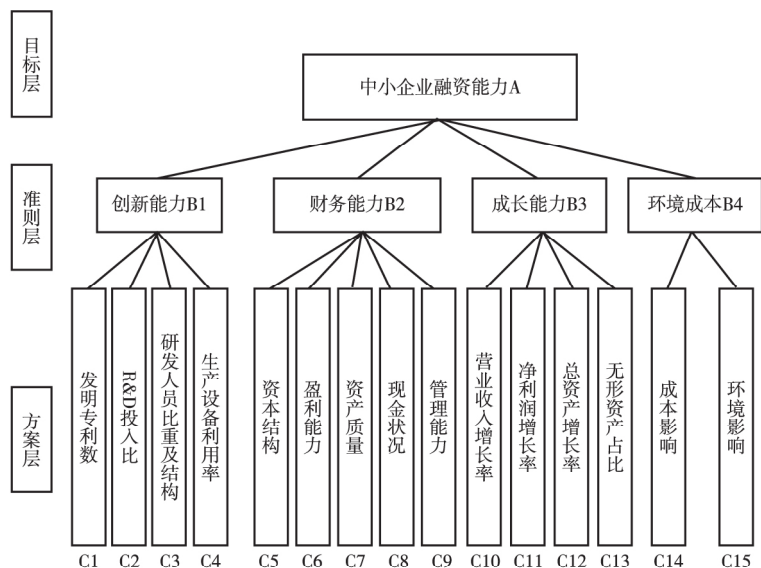 目标层
中小企业融资能力A
准则层
创新能力B1
财务能力B2
成长能力B3
环境成本B4
方案层
发明专利数
R&D投入比
研发人员比重及结构
生产设备利用率
资本结构
盈利能力
资产质量
现金状况
管理能力
营业收入增长率
净利润增长率
总资产增长率
无形资产占比
成本影响
环境影响
C1
C2
C3
C4
C5
C6
C7
C8
C9
C10
C11
C12
C13
C14
C15